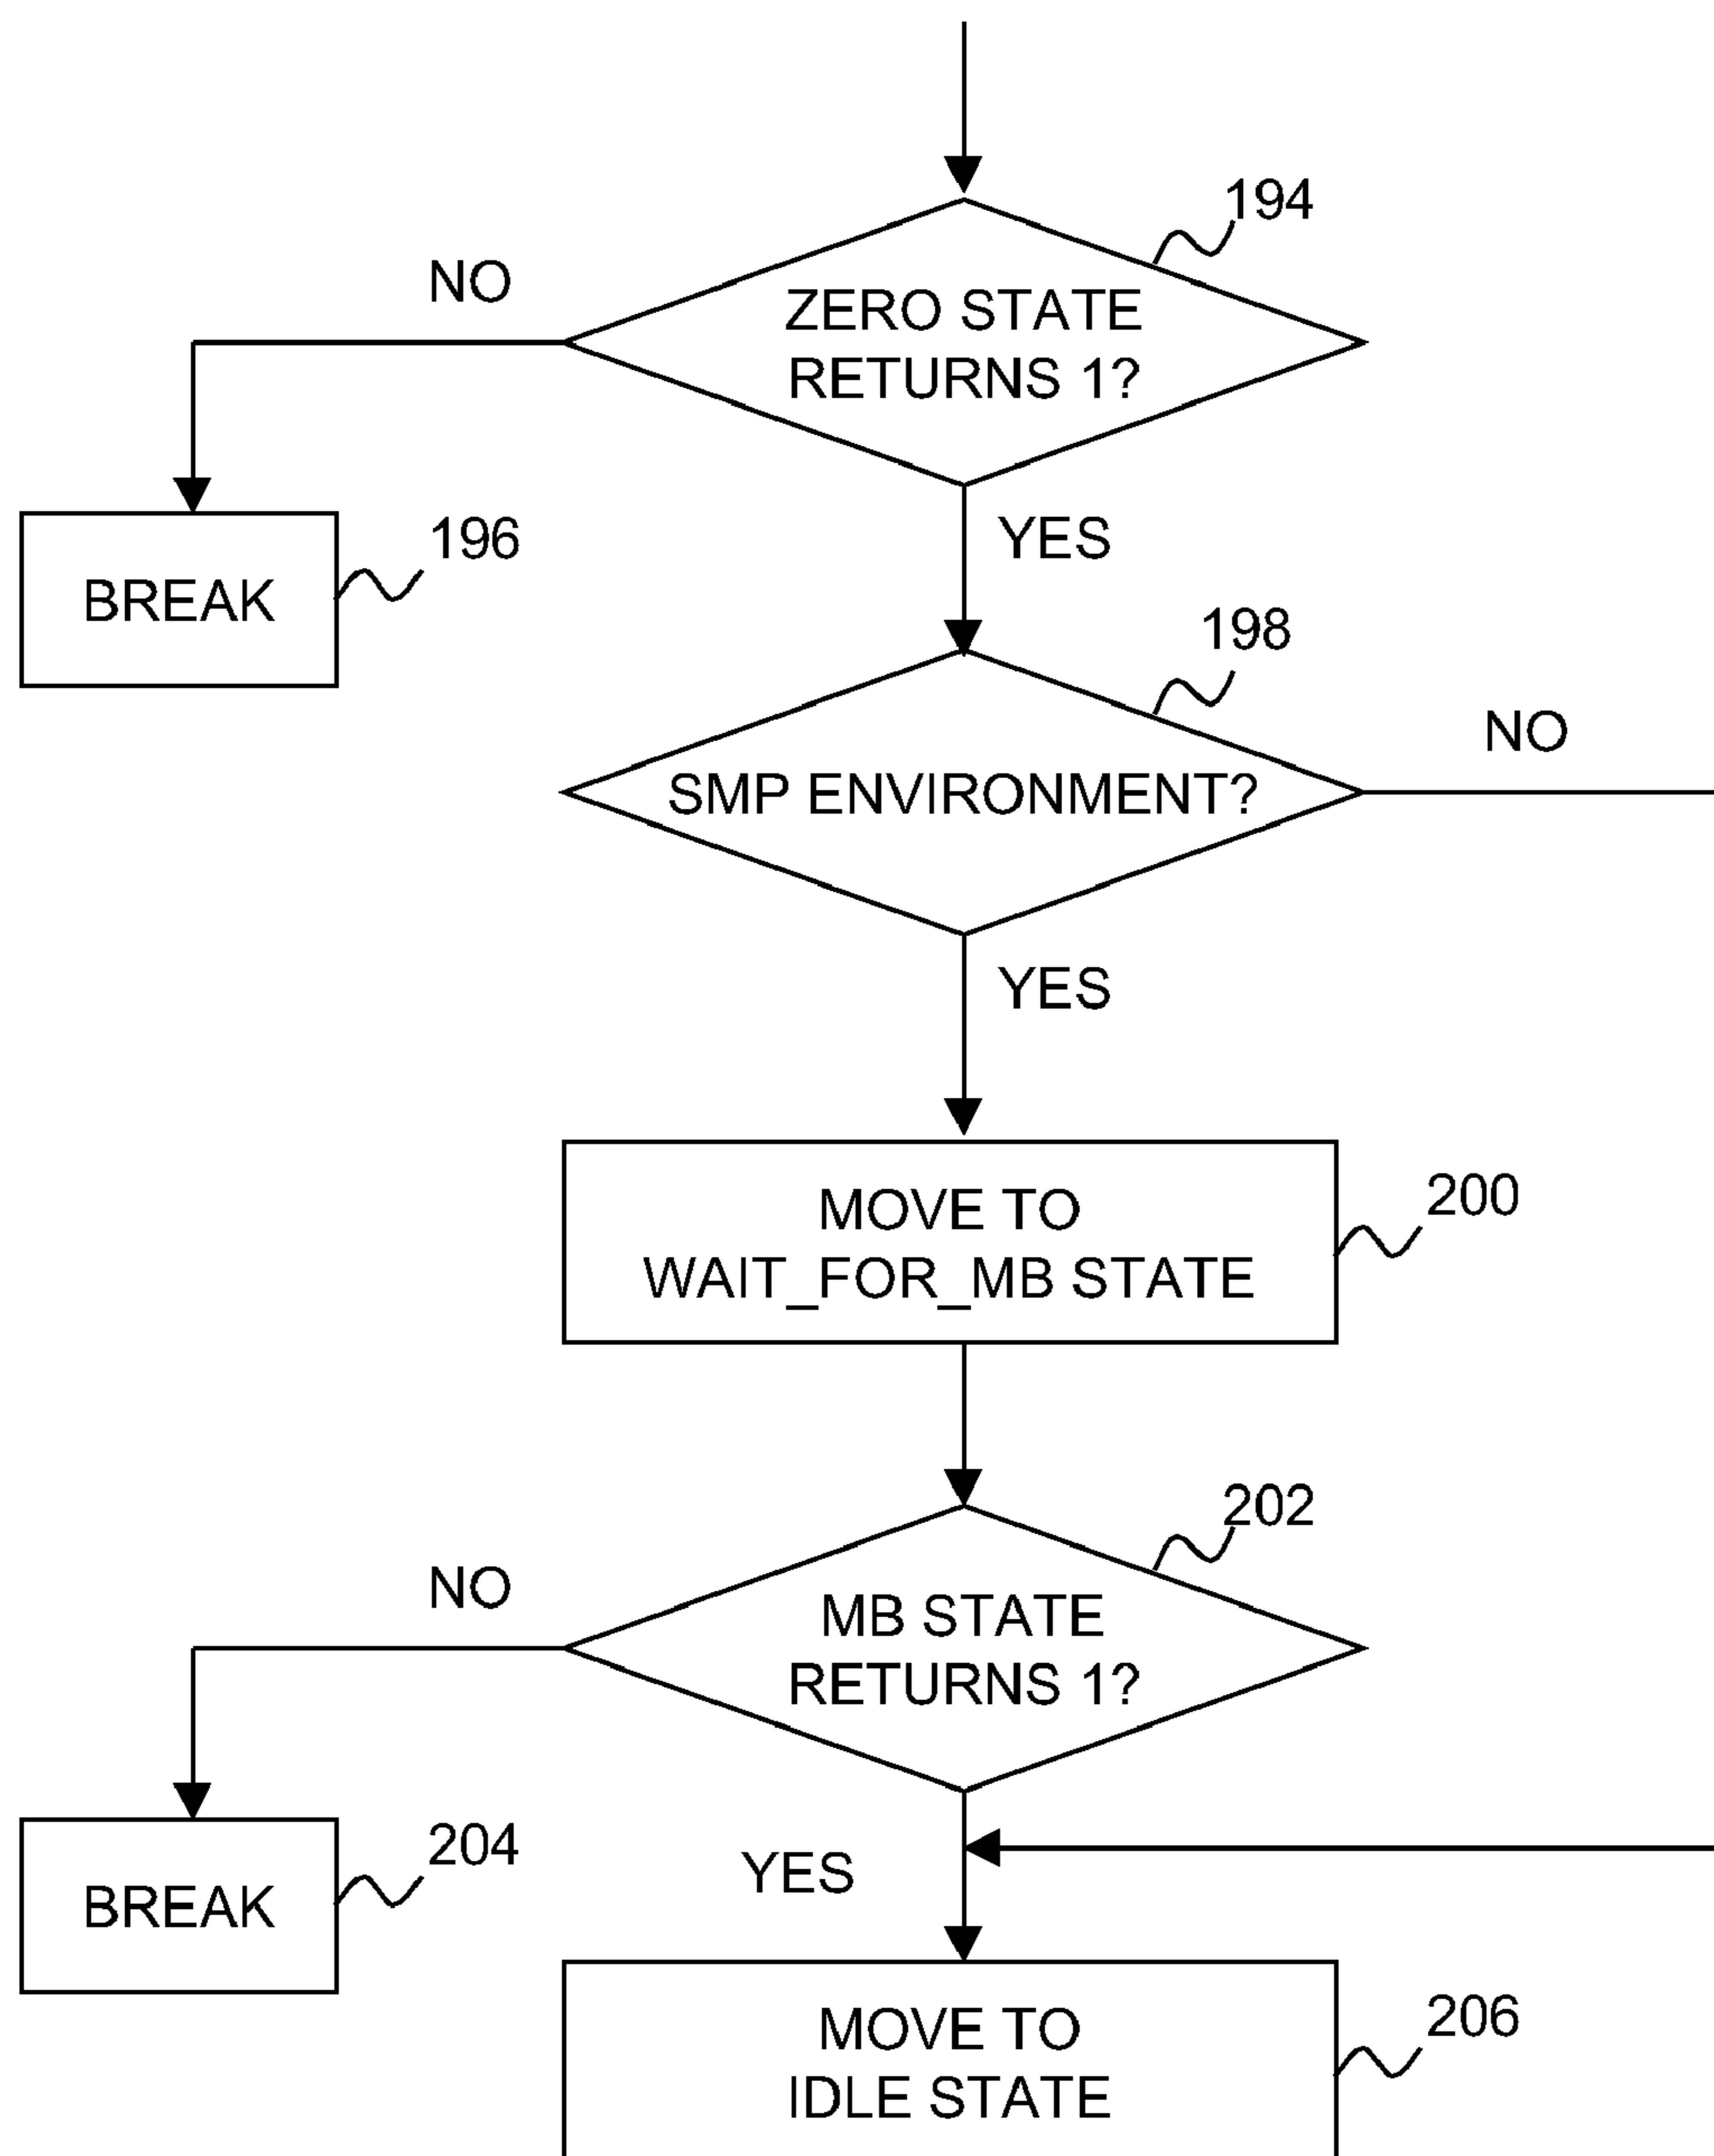 194
NO
ZERO STATE
RETURNS 1?
196
YES
BREAK
198
NO
SMP ENVIRONMENT?
YES
MOVE TO
WAIT_FOR_MB STATE
200
202
NO
MB STATE
RETURNS 1?
204
YES
BREAK
MOVE TO
IDLE STATE
206